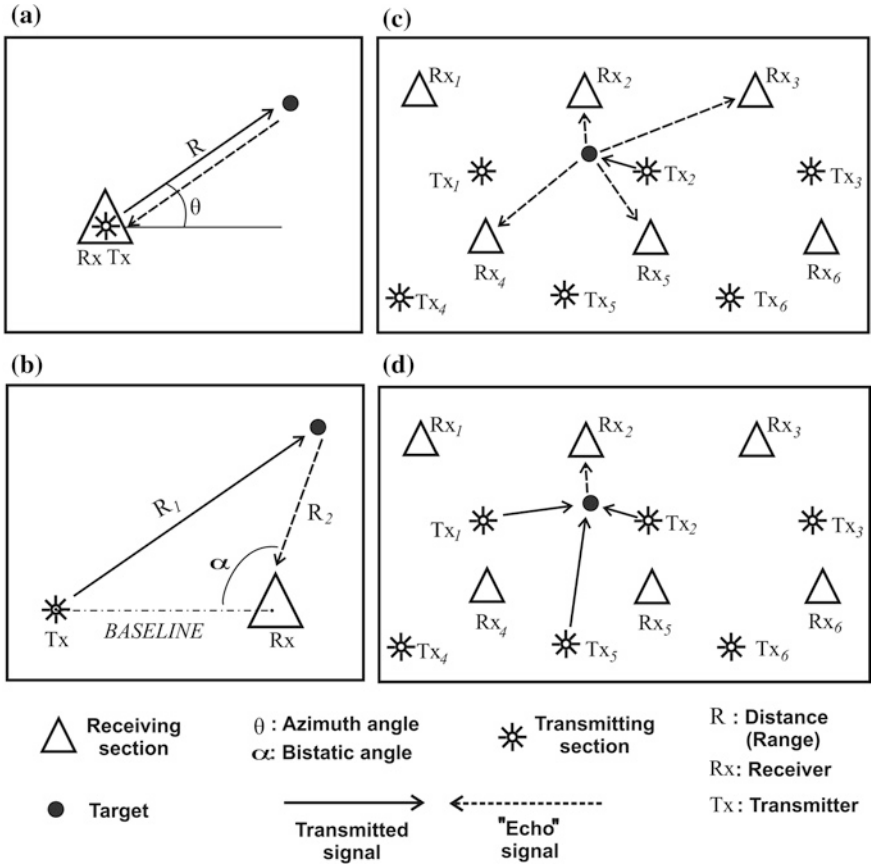 (a)
R
θ
Rx Tx
(c)
Rx1
Rx2
Rx3
Tx1
Tx2
Tx3
Rx4
Rx5
Rx6
Tx4
Tx5
Tx6
(b)
R1
R2
α
Tx
BASELINE
Rx
(d)
Rx1
Rx2
Rx3
Tx1
Tx2
Tx3
Rx4
Rx5
Rx6
Tx4
Tx5
Tx6
Receiving
section
θ : Azimuth angle
α: Bistatic angle
Transmitting
section
R : Distance
(Range)
Rx: Receiver
Tx: Transmitter
Target
Transmitted
signal
"Echo"
signal